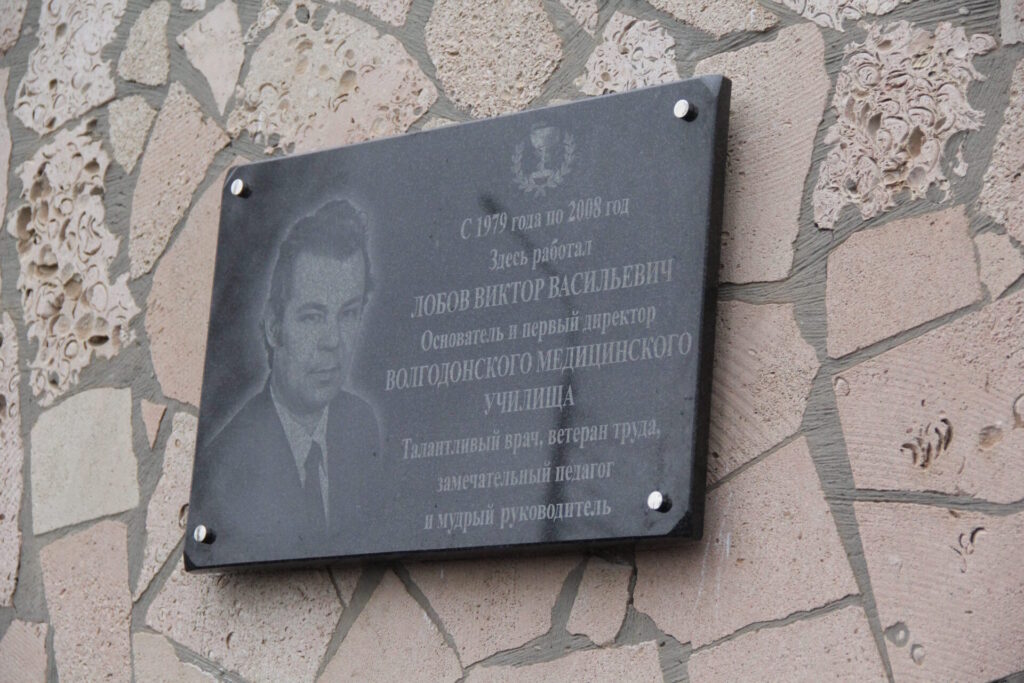 С 1979 года по 2008 год
Здесь работал
ЛОБОВ ВИКТОР ВАСИЛЬЕВИЧ
Основатель и первый директор
ВОЛГОДОНСКОГО МЕДИЦИНСКОГО
УЧИЛИЩА
Талантливый врач, ветеран труда,
замечательный педагог
и мудрый руководитель